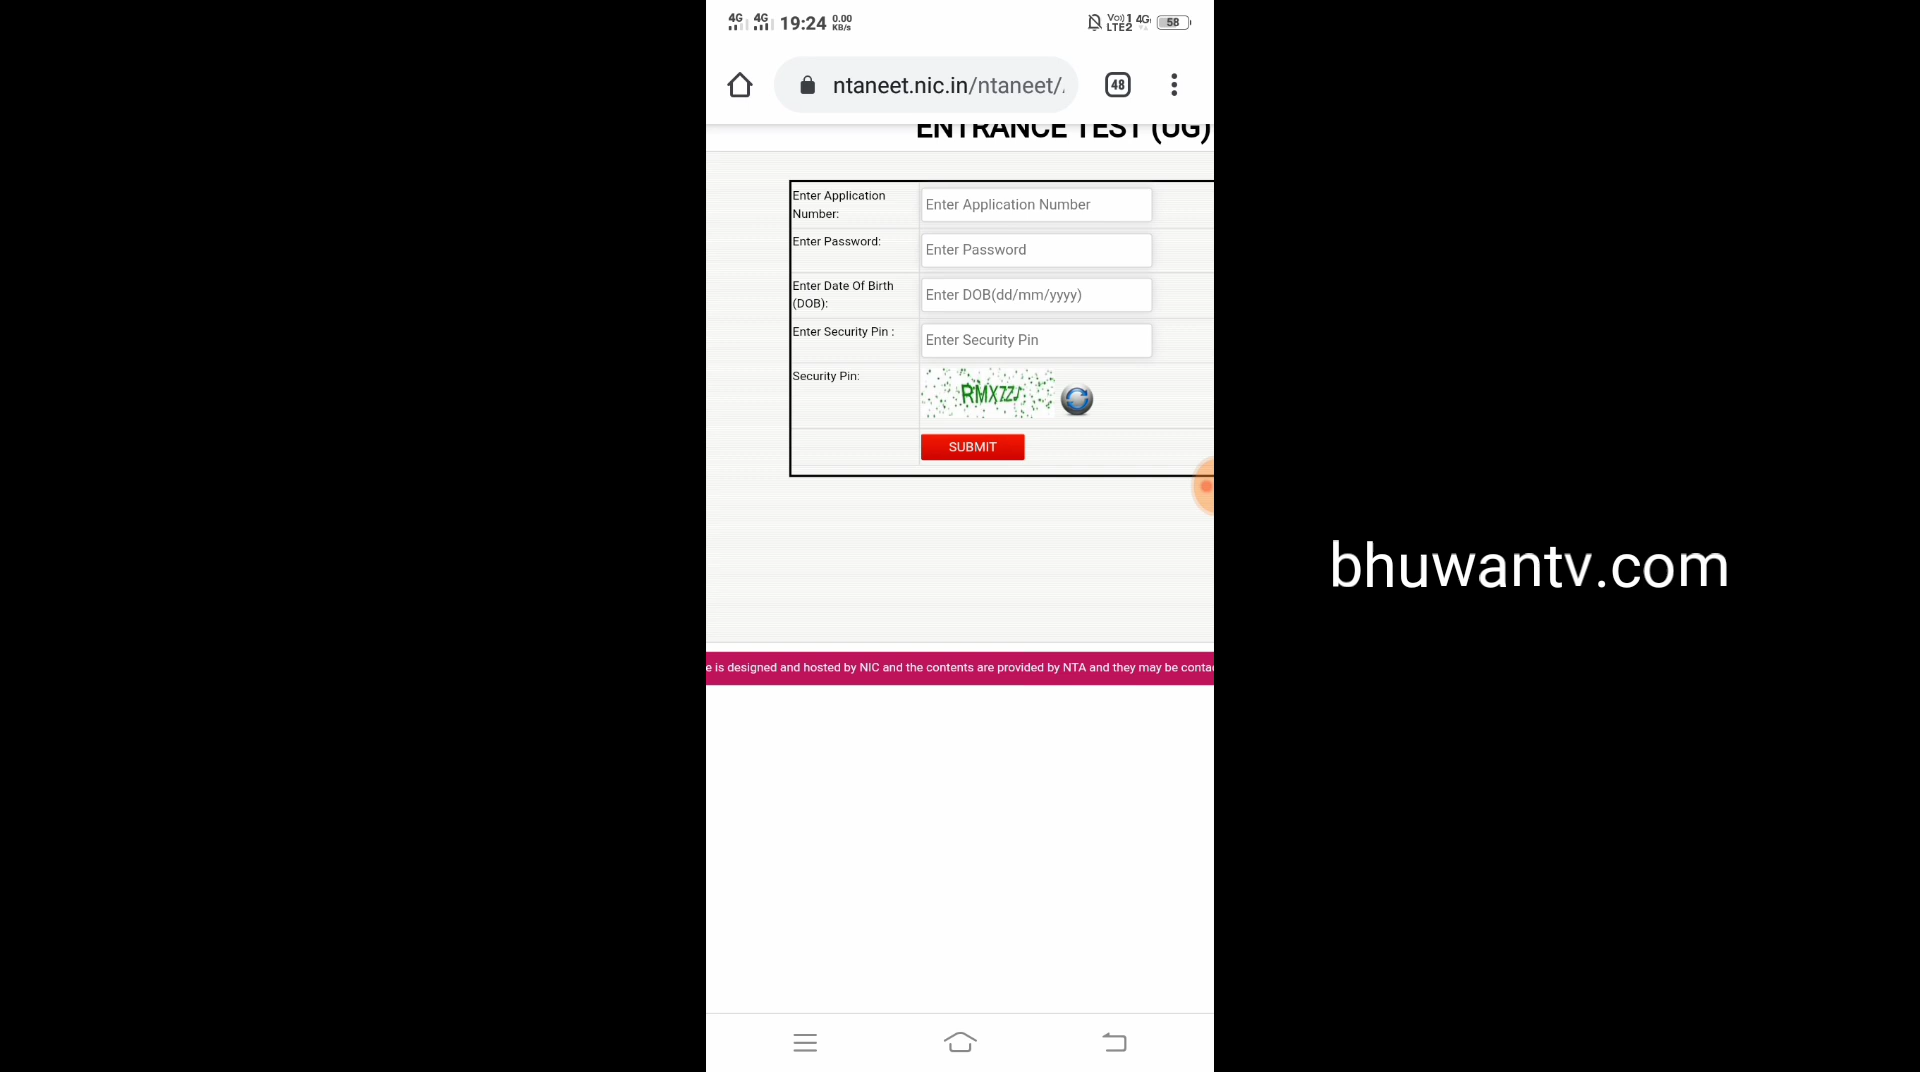 4G 4G 19:24 0.00 KB/s Vo)) 1 LTE2 4G 58
ntaneet.nic.in/ntaneet/ 48
ENTRANCE TEST (UG)
Enter Application Number:
Enter Application Number
Enter Password:
Enter Password
Enter Date Of Birth (DOB):
Enter DOB(dd/mm/yyyy)
Enter Security Pin :
Enter Security Pin
Security Pin:
SUBMIT
bhuwantv.com
e is designed and hosted by NIC and the contents are provided by NTA and they may be contac